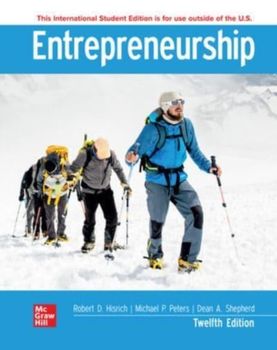 This International Student Edition is for use outside of the U.S.
Entrepreneurship
Mc
Graw
Hill
Robert D. Hisrich | Michael P. Peters | Dean A. Shepherd
Twelfth Edition